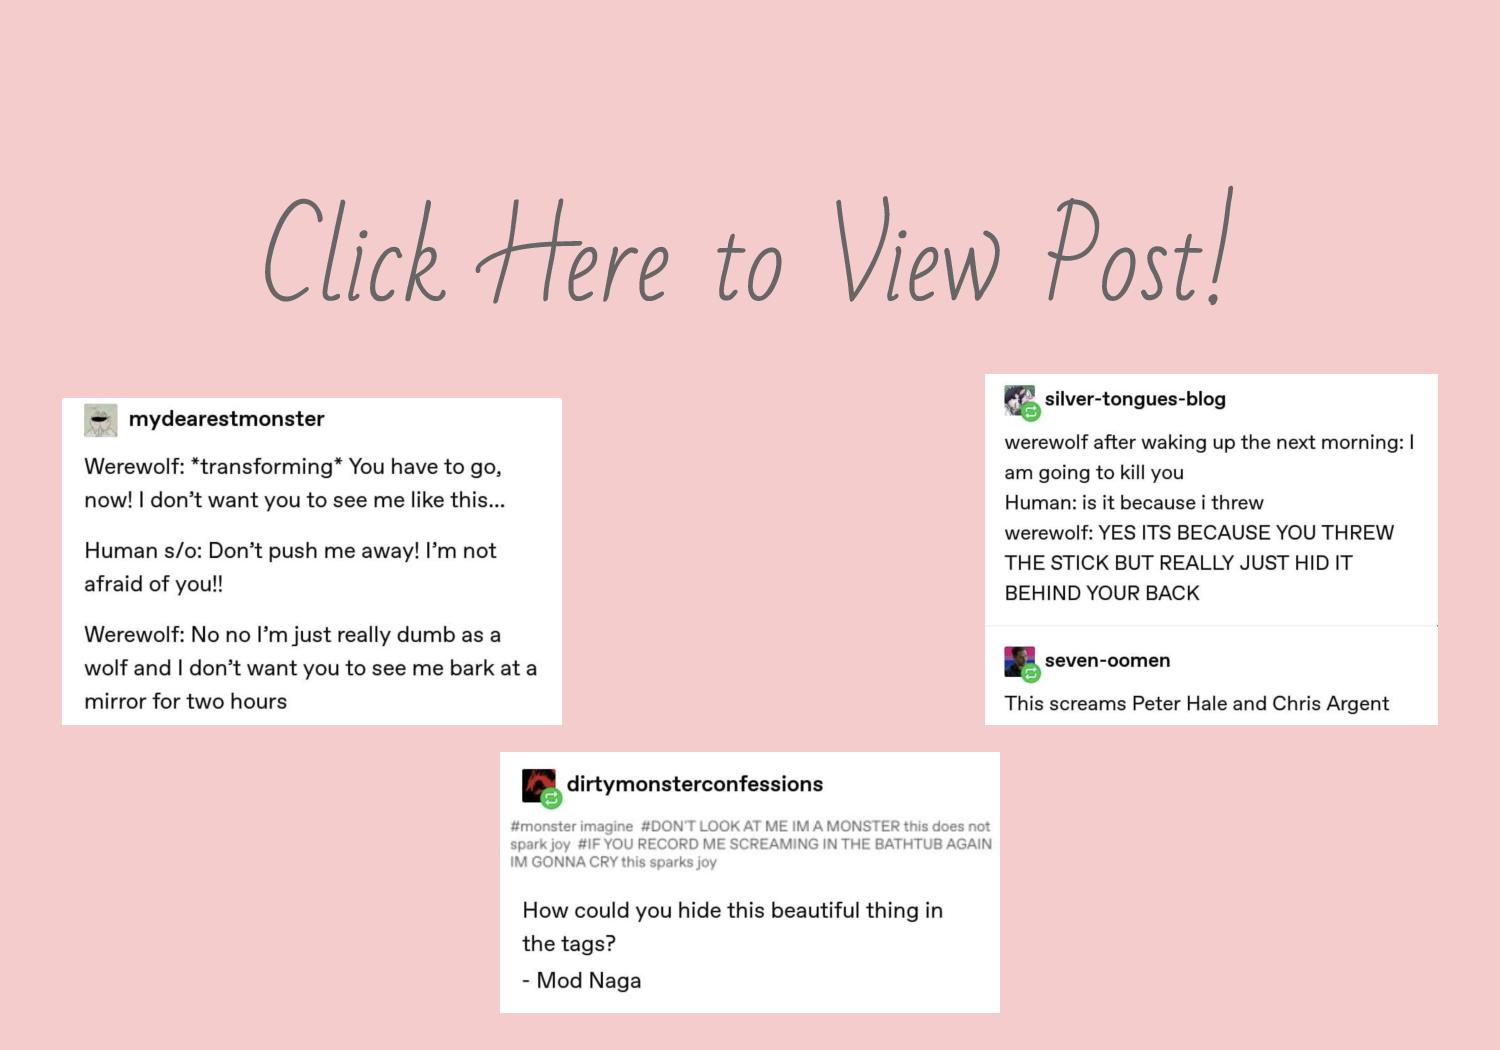 Click Here to View Post!
mydearestmonster
Werewolf: *transforming* You have to go,
now! I don’t want you to see me like this...
Human s/o: Don’t push me away! I’m not
afraid of you!!
Werewolf: No no I’m just really dumb as a
wolf and I don’t want you to see me bark at a
mirror for two hours
silver-tongues-blog
werewolf after waking up the next morning: I
am going to kill you
Human: is it because i threw
werewolf: YES ITS BECAUSE YOU THREW
THE STICK BUT REALLY JUST HID IT
BEHIND YOUR BACK
seven-oomen
This screams Peter Hale and Chris Argent
dirtymonsterconfessions
#monster imagine #DON'T LOOK AT ME IM A MONSTER this does not
spark joy #IF YOU RECORD ME SCREAMING IN THE BATHTUB AGAIN
IM GONNA CRY this sparks joy
How could you hide this beautiful thing in
the tags?
- Mod Naga